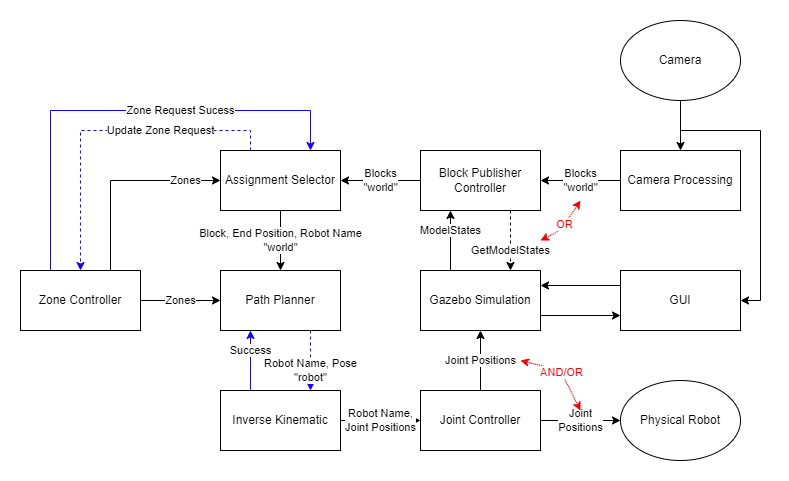 Camera
Zone Request Sucess
Update Zone Request
Zones
Assignment Selector
Blocks
"world"
Block Publisher
Controller
Blocks
"world"
Camera Processing
OR
Block, End Position, Robot Name
"world"
ModelStates
GetModelStates
Zone Controller
Zones
Path Planner
Gazebo Simulation
GUI
Success
Robot Name, Pose
"robot"
Joint Positions
AND/OR
Inverse Kinematic
Robot Name,
Joint Positions
Joint Controller
Joint
Positions
Physical Robot